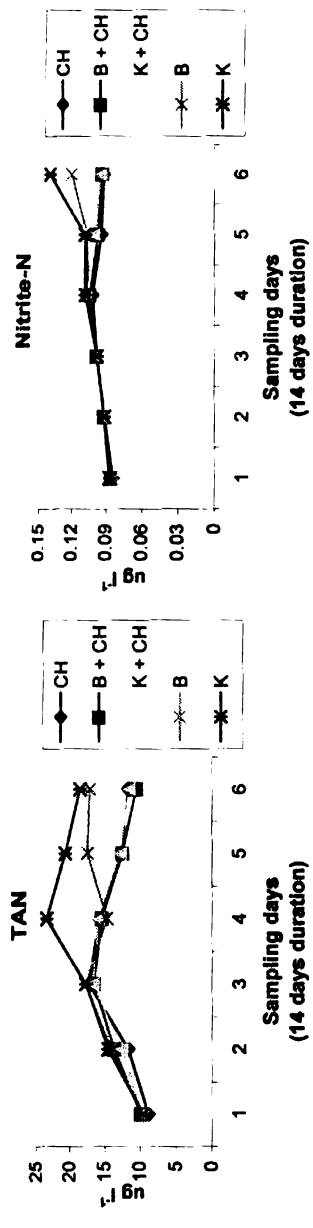 TAN
25
20
15
10
5
0
ug l⁻¹
1 2 3 4 5 6
Sampling days
(14 days duration)
CH
B + CH
K + CH
B
K
Nitrite-N
0.15
0.12
0.09
0.06
0.03
0
ug l⁻¹
1 2 3 4 5 6
Sampling days
(14 days duration)
CH
B + CH
K + CH
B
K